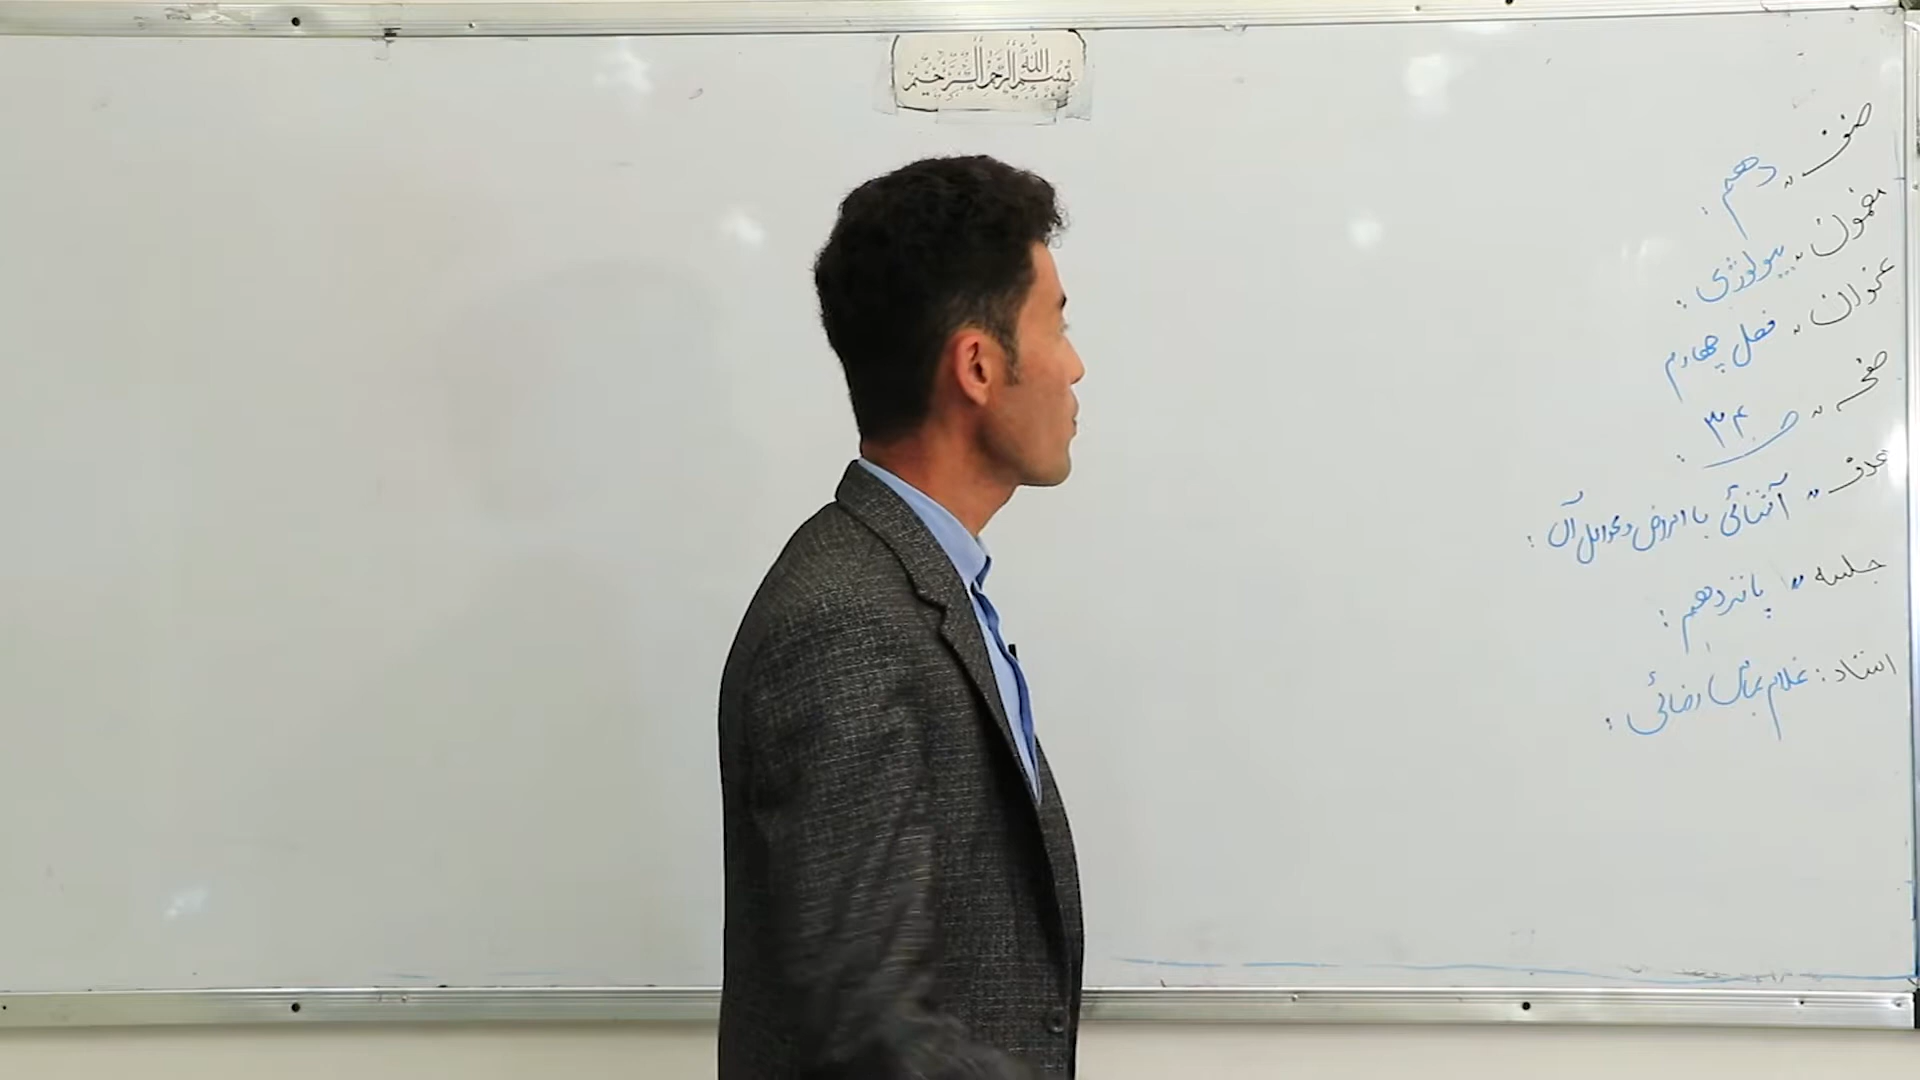 بسم الله الرحمن الرحيم
صنف " دهم :
مضمون " بیولوژی :
عنوان " فصل چهارم
صفحه " ص ۳۴ :
هدف " آشنائی با امراض و عوامل آن :
جلسه " پانزدهم :
استاد : غلام عباس رضائی :